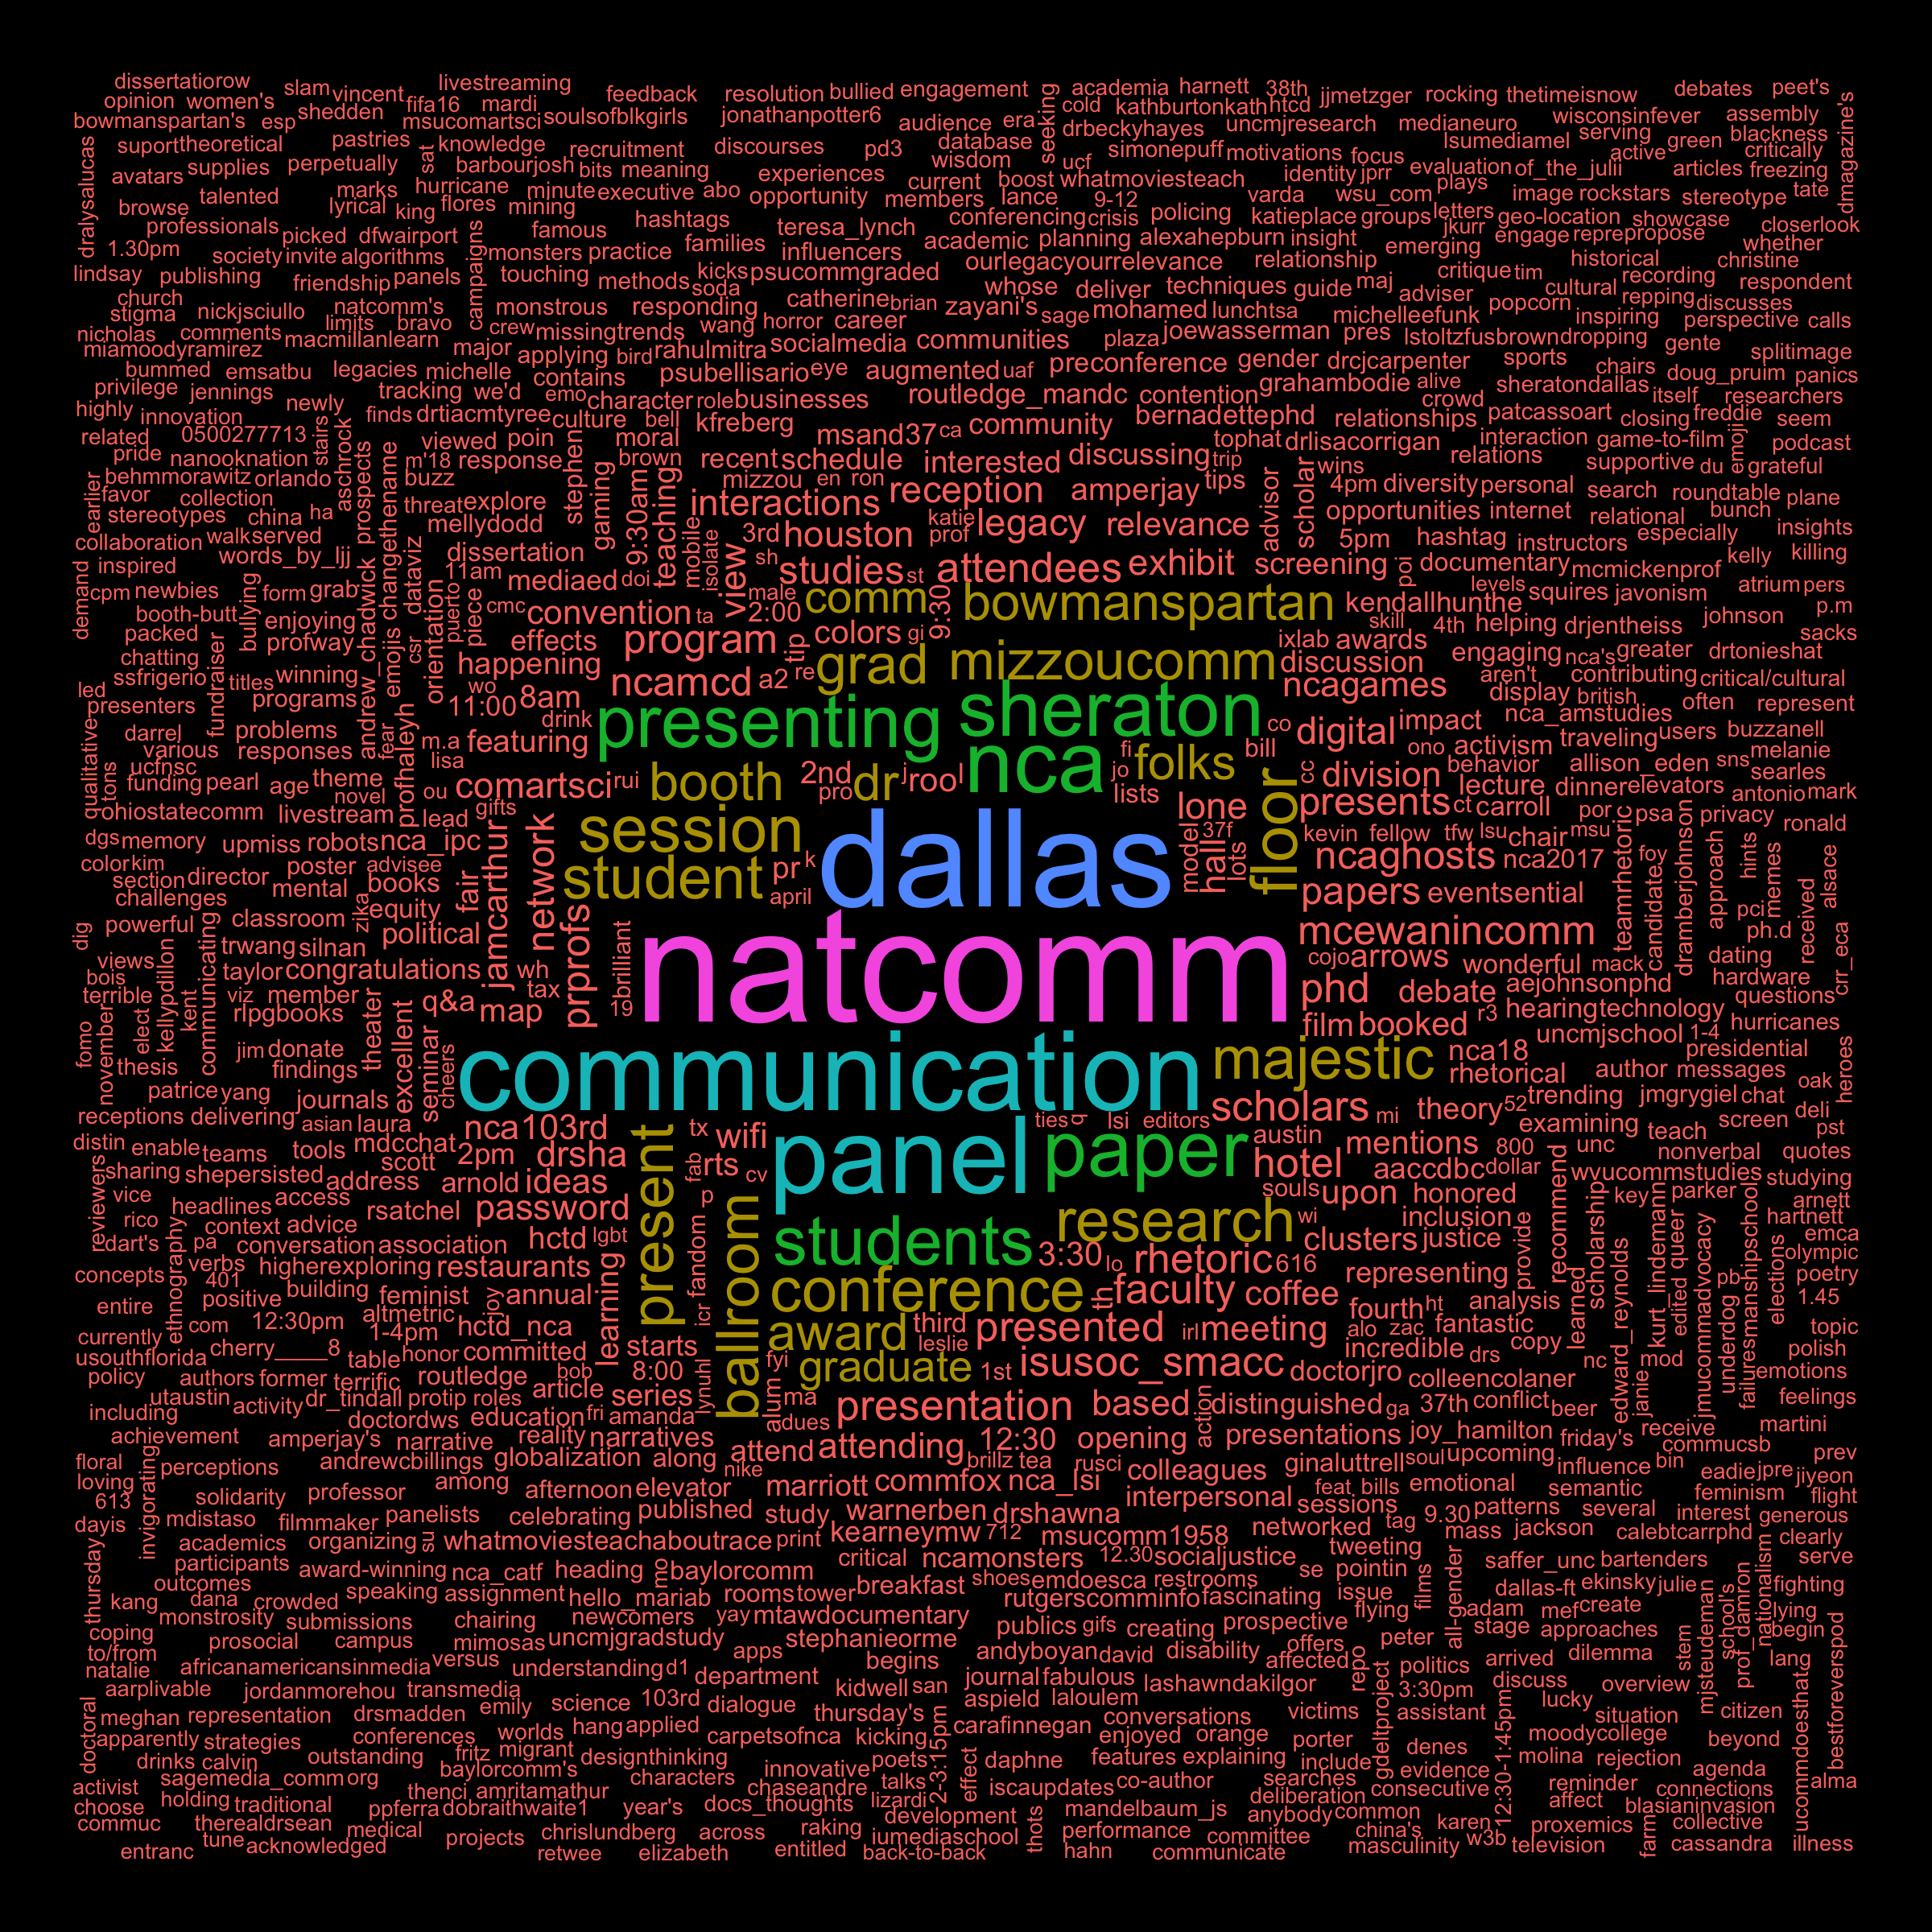 dissertatiorow slam vincent livestreaming feedback resolution bullied engagement academia harnett 38th jjmetzger rocking thetimeisnow debates peet's
opinion women's shedden fifa16 mardi soulsofblkgirls jonathanpotter6 audience era seeking cold kathburtonkath htcd wisconsinfever assembly
bowmanspartan's esp msucomartsci drbeckyhayes uncmjresearch medianeuro serving green blackness dmagazine's
suport theoretical pastries sat knowledge recruitment discourses pd3 database simonepuff motivations focus lsumediamel active critically
dralysalucas avatars supplies perpetually barbourjosh bits meaning experiences wisdom ucf identity jprr evaluation of_the_julii articles freezing
browse talented marks hurricane minute executive abo opportunity current boost whatmoviesteach varda wsu_com plays image rockstars stereotype tate
professionals lyrical king flores mining hashtags members lance 9-12 policing katieplace groups letters geo-location showcase closerlook
1.30pm picked dfwairport campaigns famous families teresa_lynch conferencing crisis alexahepburn insight jkurr engage repre propose whether
society invite algorithms monsters practice influencers academic planning relationship emerging historical christine
lindsay publishing friendship panels touching methods kicks psucommgraded ourlegacyourrelevance techniques guide maj critique tim cultural recording respondent
church stigma nickjsciullo natcomm's monstrous responding soda catherine brian zayani's whose deliver mohamed lunchtsa adviser popcorn repping discusses
nicholas comments limits bravo crew missingtrends wang horror career sage joewasserman michelleefunk pres inspiring perspective calls
miamoodyramirez macmillanlearn major applying bird rahulmitra socialmedia communities plaza lstoltzfusbrown dropping gente splitimage
bummed emsatbu legacies michelle contains psubellisario eye augmented uaf preconference gender drcjcarpenter sports chairs doug_pruim panics
privilege jennings tracking we'd emo character role businesses routledge_mandc contention grahambodie alive sheratondallas itself researchers
highly innovation newly finds drtiacmtyree culture bell kfreberg community bernadettephd relationships crowd patcassoart closing freddie seem
related 0500277713 stairs viewed poin moral msand37 ca tophat drlisacorrigan interaction game-to-film emoji podcast
pride nanooknation aschrock m'18 response stephen brown recent schedule interested discussing trip wins relations supportive du grateful
behmmorawitz orlando prospects buzz gaming teaching mizzou en ron reception amperjay tips scholar 4pm diversity personal search roundtable plane
earlier favor collection changethename threat explore 9:30am interactions katie legacy relevance advisor opportunities internet bunch
stereotypes china ha mellydodd mobile 3rd houston prof 5pm hashtag relational insights
collaboration walkserved words_by_ljj dataviz dissertation isolate view sh studies st attendees exhibit screening poi documentary instructors especially kelly killing
inspired 11am mediaed doi male mcmickenprof
demand cpm newbies form grab andrew_chadwick puerto cmc convention ta 2:00 comm bowmanspartan kendallhunthe levels squires javonism atrium pers
booth-butt bullying enjoying emojis csr piece effects program colors gi 9:30 ixlab awards skill 4th helping drjentheiss johnson p.m
packed profway orientation happening tip grad mizzoucomm discussion engaging nca's greater sacks
chatting ssfrigerio fundraiser winning wo ncamcd a2 re ncagames aren't contributing drtonieshat
led titles programs fear 11:00 8am presenting sheraton co digital impact display british critical/cultural
presenters problems profhaleyh drink nca fi bill nca_amstudies often represent
qualitative darrel various responses m.a featuring ono activism traveling users buzzanell
ucfnsc lisa booth 2nd dr j rool jo folks floor cc division behavior allison_eden sns melanie
tons funding pearl age theme ou comartsci rui pro lists lone presents ct lecture dinner elevators searles
ohiostatecomm novel livestream lead gifts session dallas 37f carroll por psa antonio mark
dgs memory upmiss robots nca_ipc network student pr k model halls lots kevin fellow tfw lsu chair msu privacy ronald
color kim poster advisee jamcarthur april ncaghosts nca2017 foy dramberjohnson approach hints memes
section director mental books fair papers eventsential teamrhetoric candidated received alsace
challenges classroom zika equity prprofs brilliant natcomm mcewanincomm pci ph.d
dig powerful trwang silnan political cojo arrows wonderful mack dating crr_eca
views taylor congratulations wh phd debate aejohnsonphd hardware
bois terrible viz member q&a map tax 19 film booked r3 hearing technology questions
november elect kellypdillon kent communicating rlpgbooks theater excellent communication majestic nca18 uncmjschool 1-4 hurricanes
fomo jim donate seminar cheers rhetorical author messages presidential heroes
thesis findings scholars mi theory 52 trending jmgrygiel chat oak
patrice yang journals nca103rd tx ties q lsi editors austin examining teach screen deli
receptions delivering asian laura mdcchat wifi panel paper mentions 800 unc nonverbal pst
distin enable teams tools scott 2pm drsha present rts hotel aaccdbc dollar quotes
reviewers sharing shepersisted address arnold ideas fab cv souls upon honored recommend wvucommstudies studying
vice headlines access rsatchel password p ballroom research wi inclusion key parker arnett
rico context advice hctd lgbt students clusters justice provide scholarship hartnett
redart's pa conversation association fandom 3:30 lo rhetoric 616 kurt_lindemann emca
concepts ethnography verbs higher exploring restaurants learning conference representing edited queer jmucommadvocacy olympic
entire 401 positive building feminist annual icr th faculty coffee fourth ht analysis learned edward_reynolds pb underdog failuresmanshipschool elections poetry 1.45
com 12:30pm altmetric joy award third presented irl meeting alo zac fantastic topic
currently cherry____8 1-4pm hctd_nca starts leslie incredible drs copy polish
usouthflorida table honor committed 8:00 fyi graduate 1st isusoc_smacc doctorjro colleencolaner nc mod janie emotions
policy authors former terrific routledge bob series lynuhl alum ma feelings
utaustin activity dr_tindall protip roles article presentation based action distinguished ga 37th conflict beer
including doctordws education fri amanda dues receive martini
achievement amperjay's narrative reality narratives attend attending 12:30 opening presentations joy_hamilton friday's commucsb prev
floral andrewcbillings globalization along nike brillz tea rusci colleagues ginaluttrell soul upcoming influence bin eadie jpre jiyeon
loving invigorating perceptions among afternoon elevator marriott commfox nca_lsi feat bills emotional semantic feminism flight
613 solidarity professor interpersonal sessions patterns several interest generous
dayis mdistaso filmmaker panelists celebrating published study warnerben drshawna tag 9.30
academics organizing su whatmoviesteachaboutrace print kearneymw 712 msucomm1958 networked mass jackson calebtcarrphd clearly
thursday participants award-winning nca_catf heading mo baylorcomm critical ncamonsters 12.30 socialjustice tweeting all-gender saffer_unc bartenders serve
outcomes speaking assignment hello_mariab rooms tower breakfast shoes emdoesca restrooms se pointin films dallas-ft ekinsky julie nationalism fighting
kang dana crowded newcomers yay mtawdocumentary rutgerscomminfo fascinating issue adam mef create
monstrosity submissions chairing publics gifs creating prospective flying stage approaches lying
coping prosocial campus mimosas uncmjgradstudy apps stephanieorme andyboyan david disability offers peter stem school's begin
to/from versus begins affected repo arrived dilemma prof_damron
natalie africanamericansinmedia understanding d1 department journal fabulous politics discuss mjsteudeman lang
doctoral aarplivable jordanmorehou transmedia kidwell san lashawndakilgor gdeltproject 3:30pm overview ucommdoesthat bestforeverspod
meghan representation drsmadden emily science 103rd dialogue thursday's aspield laloulem victims assistant 12:30-1:45pm lucky situation citizen
apparently strategies conferences worlds hang applied carpetsofnca kicking 2-3:15pm carafinnegan conversations enjoyed orange porter denes moodycollege beyond
drinks calvin outstanding fritz migrant designthinking innovative poets daphne features explaining include evidence molina rejection agenda
activist sagemedia_comm org baylorcomm's characters chaseandre talks effect iscaupdates co-author searches consecutive reminder connections alma
choose holding traditional thenci amritamathur docs_thoughts lizardi deliberation affect blasianinvasion
commuc therealdrsean ppferra dobraithwaite1 year's development mandelbaum_js anybody common karen proxemics farm collective
tune medical projects chrislundberg across raking thots performance committee china's w3b
entranc acknowledged retwee elizabeth entitled iumediaschool back-to-back hahn communicate masculinity television cassandra illness